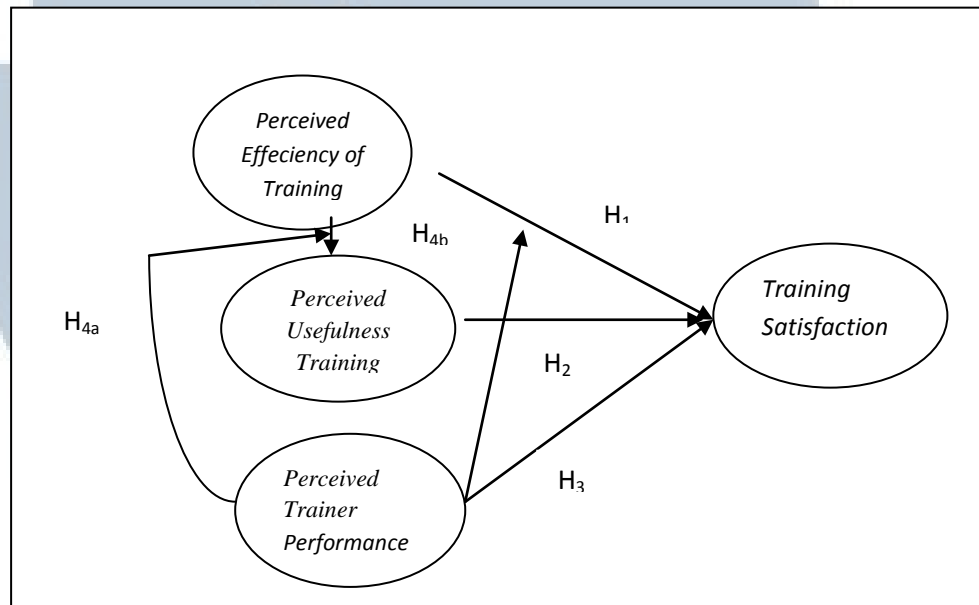 Perceived
Effeciency of
Training
H₁
H₄b
Perceived
Usefulness
Training
Training
Satisfaction
H₄a
H₂
H₃
Perceived
Trainer
Performance